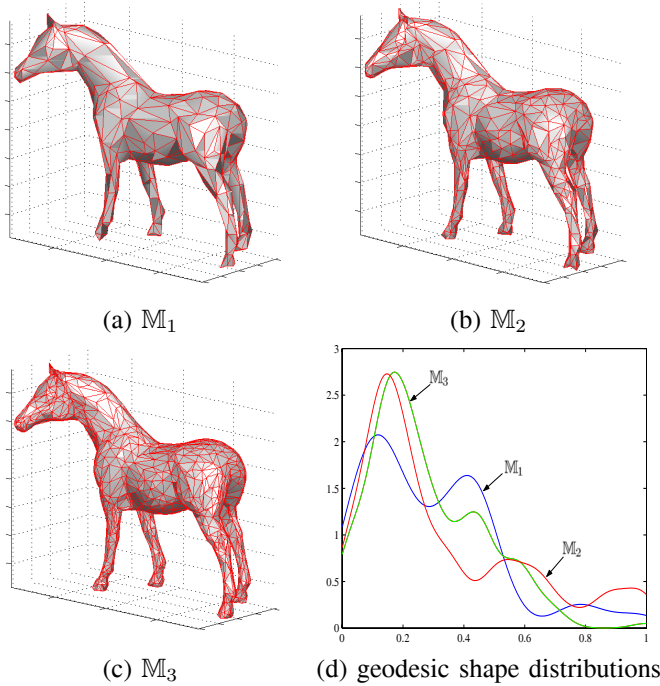 (a) 𝕄₁
(b) 𝕄₂
3
2.5
2
1.5
1
0.5
0
0 0.2 0.4 0.6 0.8 1
𝕄₃
𝕄₁
𝕄₂
(c) 𝕄₃
(d) geodesic shape distributions